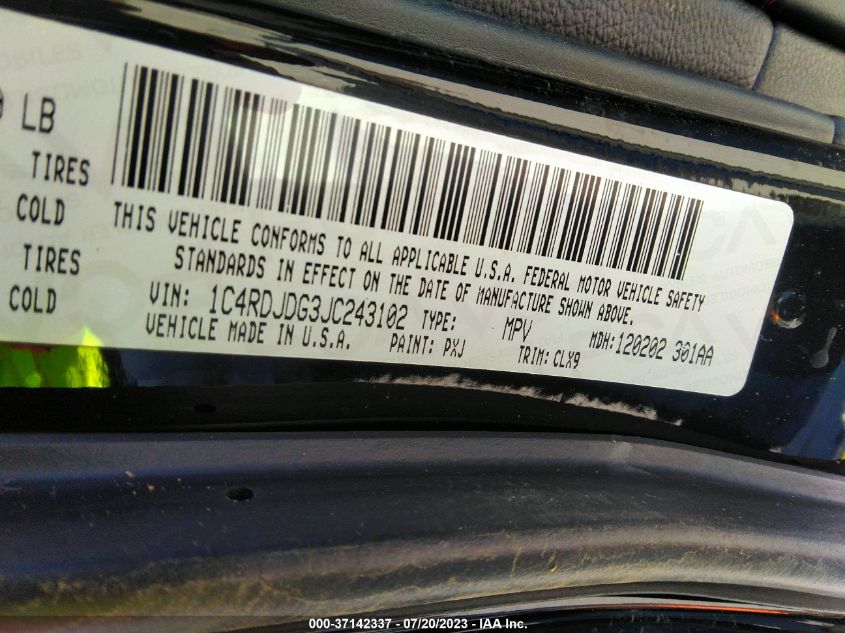 LB
TIRES
COLD
TIRES
COLD
THIS VEHICLE CONFORMS TO ALL APPLICABLE U.S.A. FEDERAL MOTOR VEHICLE SAFETY
STANDARDS IN EFFECT ON THE DATE OF MANUFACTURE SHOWN ABOVE.
VIN: 1C4RDJDG3JC243102 TYPE: MPV MDH:120202 301AA
VEHICLE MADE IN U.S.A. PAINT: PXJ TRIM: CLX9
000-37142337 - 07/20/2023 - IAA Inc.